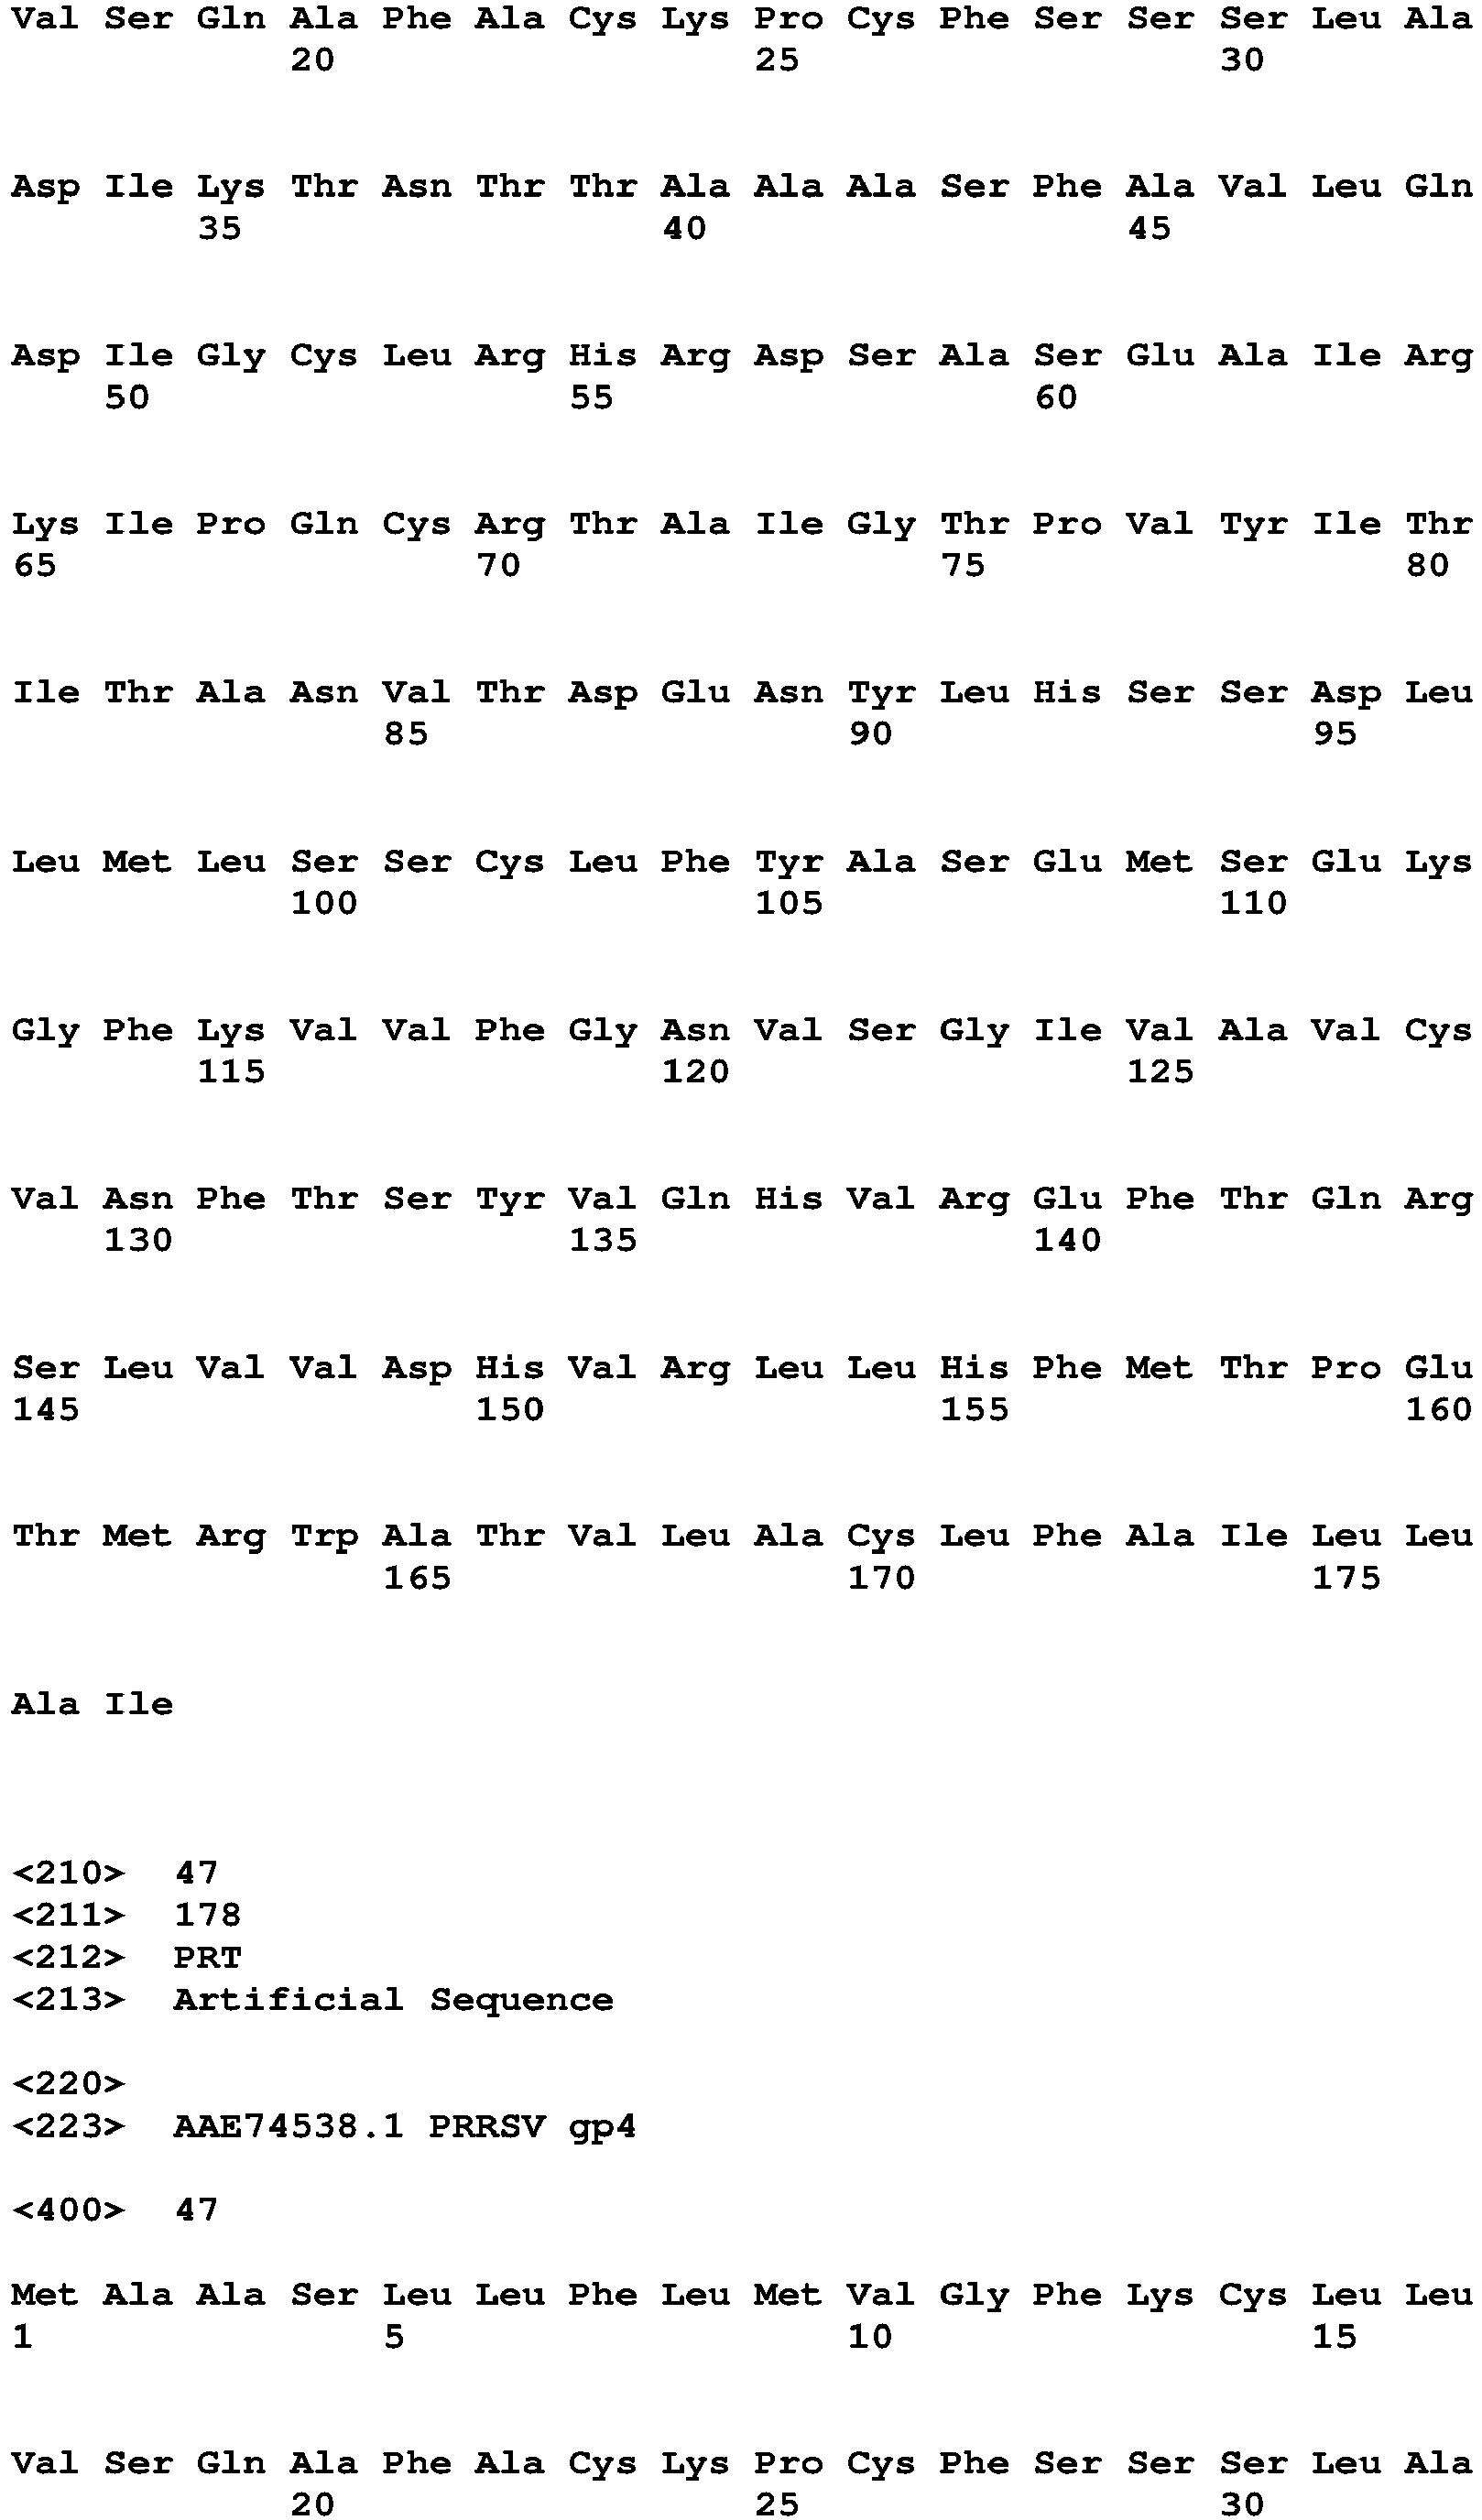 Val Ser Gln Ala Phe Ala Cys Lys Pro Cys Phe Ser Ser Ser Leu Ala
20 25 30
Asp Ile Lys Thr Asn Thr Thr Ala Ala Ala Ser Phe Ala Val Leu Gln
35 40 45
Asp Ile Gly Cys Leu Arg His Arg Asp Ser Ala Ser Glu Ala Ile Arg
50 55 60
Lys Ile Pro Gln Cys Arg Thr Ala Ile Gly Thr Pro Val Tyr Ile Thr
65 70 75 80
Ile Thr Ala Asn Val Thr Asp Glu Asn Tyr Leu His Ser Ser Asp Leu
85 90 95
Leu Met Leu Ser Ser Cys Leu Phe Tyr Ala Ser Glu Met Ser Glu Lys
100 105 110
Gly Phe Lys Val Val Phe Gly Asn Val Ser Gly Ile Val Ala Val Cys
115 120 125
Val Asn Phe Thr Ser Tyr Val Gln His Val Arg Glu Phe Thr Gln Arg
130 135 140
Ser Leu Val Val Asp His Val Arg Leu Leu His Phe Met Thr Pro Glu
145 150 155 160
Thr Met Arg Trp Ala Thr Val Leu Ala Cys Leu Phe Ala Ile Leu Leu
165 170 175
Ala Ile
<210> 47
<211> 178
<212> PRT
<213> Artificial Sequence
<220>
<223> AAE74538.1 PRRSV gp4
<400> 47
Met Ala Ala Ser Leu Leu Phe Leu Met Val Gly Phe Lys Cys Leu Leu
1 5 10 15
Val Ser Gln Ala Phe Ala Cys Lys Pro Cys Phe Ser Ser Ser Leu Ala
20 25 30